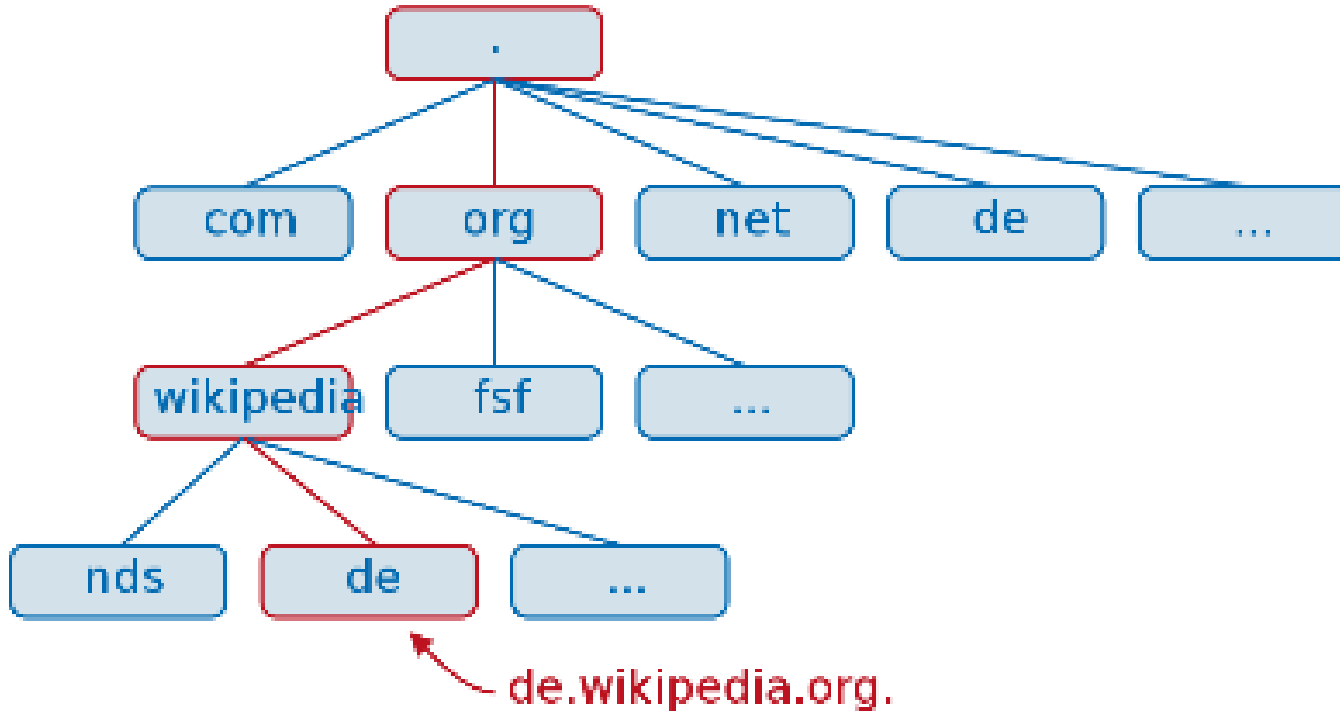 .
com org net de ...
wikipedia fsf ...
nds de ...
de.wikipedia.org.